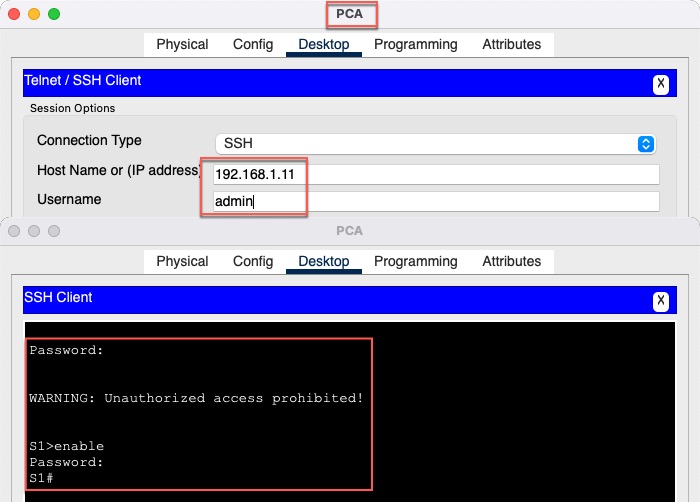 PCA
Physical Config Desktop Programming Attributes
Telnet / SSH Client X
Session Options
Connection Type SSH
Host Name or (IP address) 192.168.1.11
Username admin
PCA
Physical Config Desktop Programming Attributes
SSH Client X
Password:
WARNING: Unauthorized access prohibited!
S1>enable
Password:
S1#